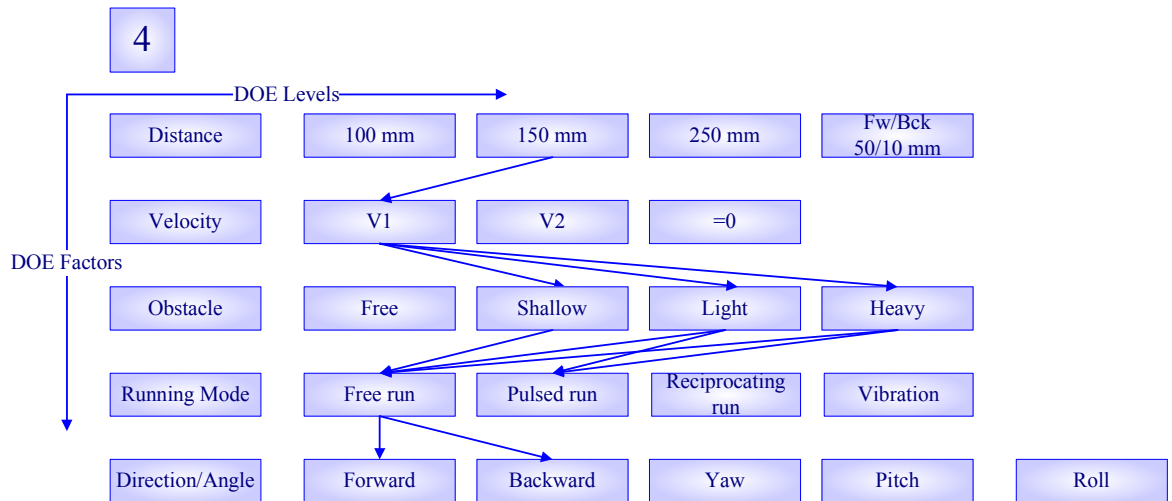 4
DOE Levels
Distance
100 mm
150 mm
250 mm
Fw/Bck
50/10 mm
Velocity
V1
V2
=0
DOE Factors
Obstacle
Free
Shallow
Light
Heavy
Running Mode
Free run
Pulsed run
Reciprocating
run
Vibration
Direction/Angle
Forward
Backward
Yaw
Pitch
Roll